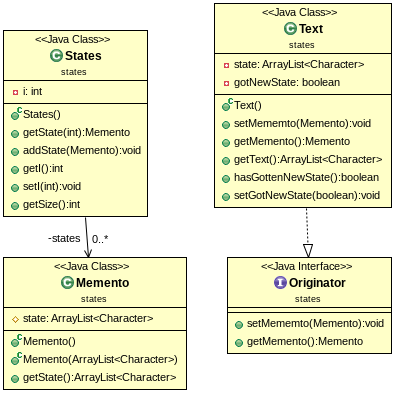 <<Java Class>>
States
states
i: int
States()
getState(int):Memento
addState(Memento):void
getI():int
setI(int):void
getSize():int
<<Java Class>>
Text
states
state: ArrayList<Character>
gotNewState: boolean
Text()
setMememto(Memento):void
getMemento():Memento
getText():ArrayList<Character>
hasGottenNewState():boolean
setGotNewState(boolean):void
-states
0..*
<<Java Class>>
Memento
states
state: ArrayList<Character>
Memento()
Memento(ArrayList<Character>)
getState():ArrayList<Character>
<<Java Interface>>
Originator
states
setMememto(Memento):void
getMemento():Memento